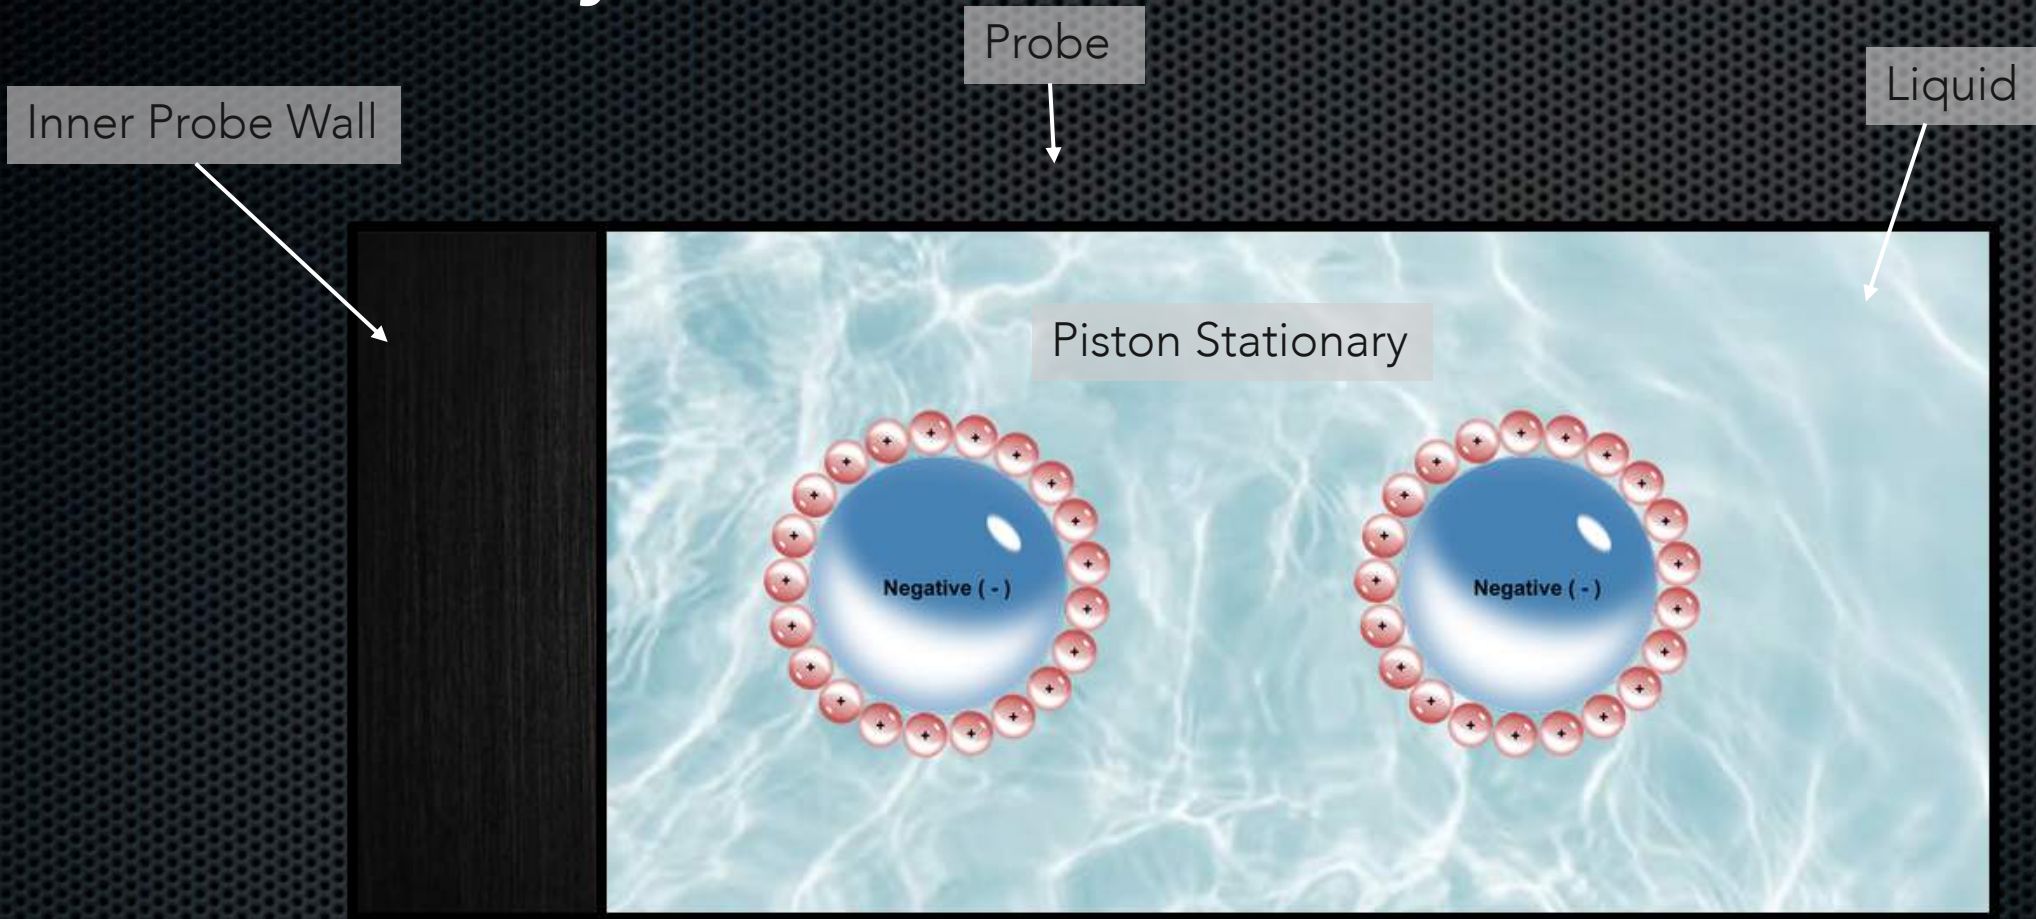 Probe
Liquid
Inner Probe Wall
Piston Stationary
+ + + + + + + + + + + + + + + + + + + + + + + +
Negative ( - )
+ + + + + + + + + + + + + + + + + + + + + + + +
Negative ( - )